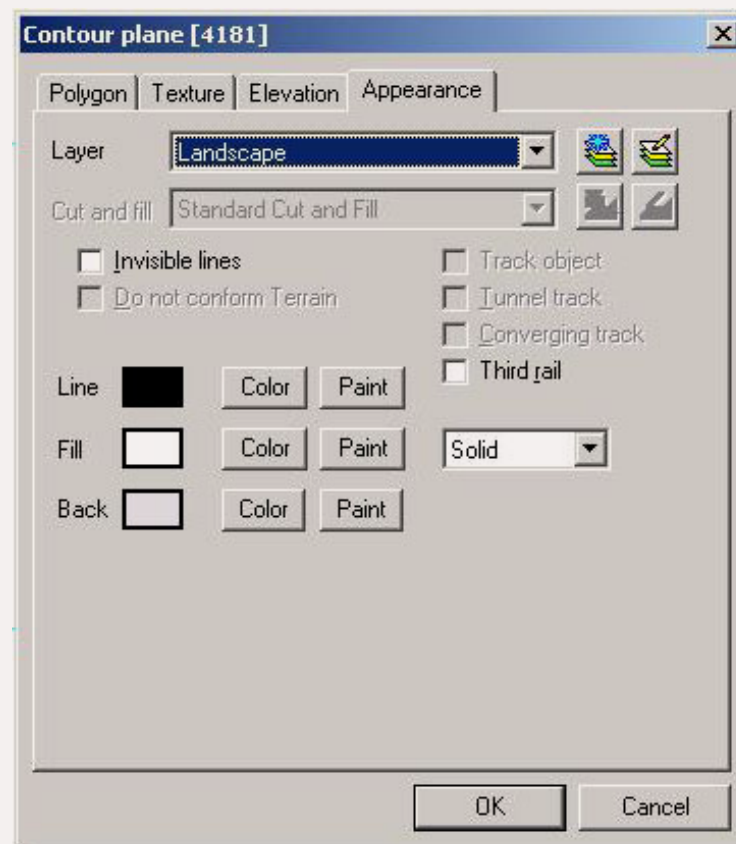 Contour plane [4181]
Polygon Texture Elevation Appearance
Layer Landscape
Cut and fill Standard Cut and Fill
Invisible lines Track object
Do not conform Terrain Tunnel track
Converging track
Third rail
Line Color Paint
Fill Color Paint Solid
Back Color Paint
OK Cancel